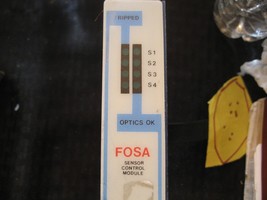 TRIPPED
S1
S2
S3
S4
OPTICS OK
FOSA
SENSOR
CONTROL
MODULE